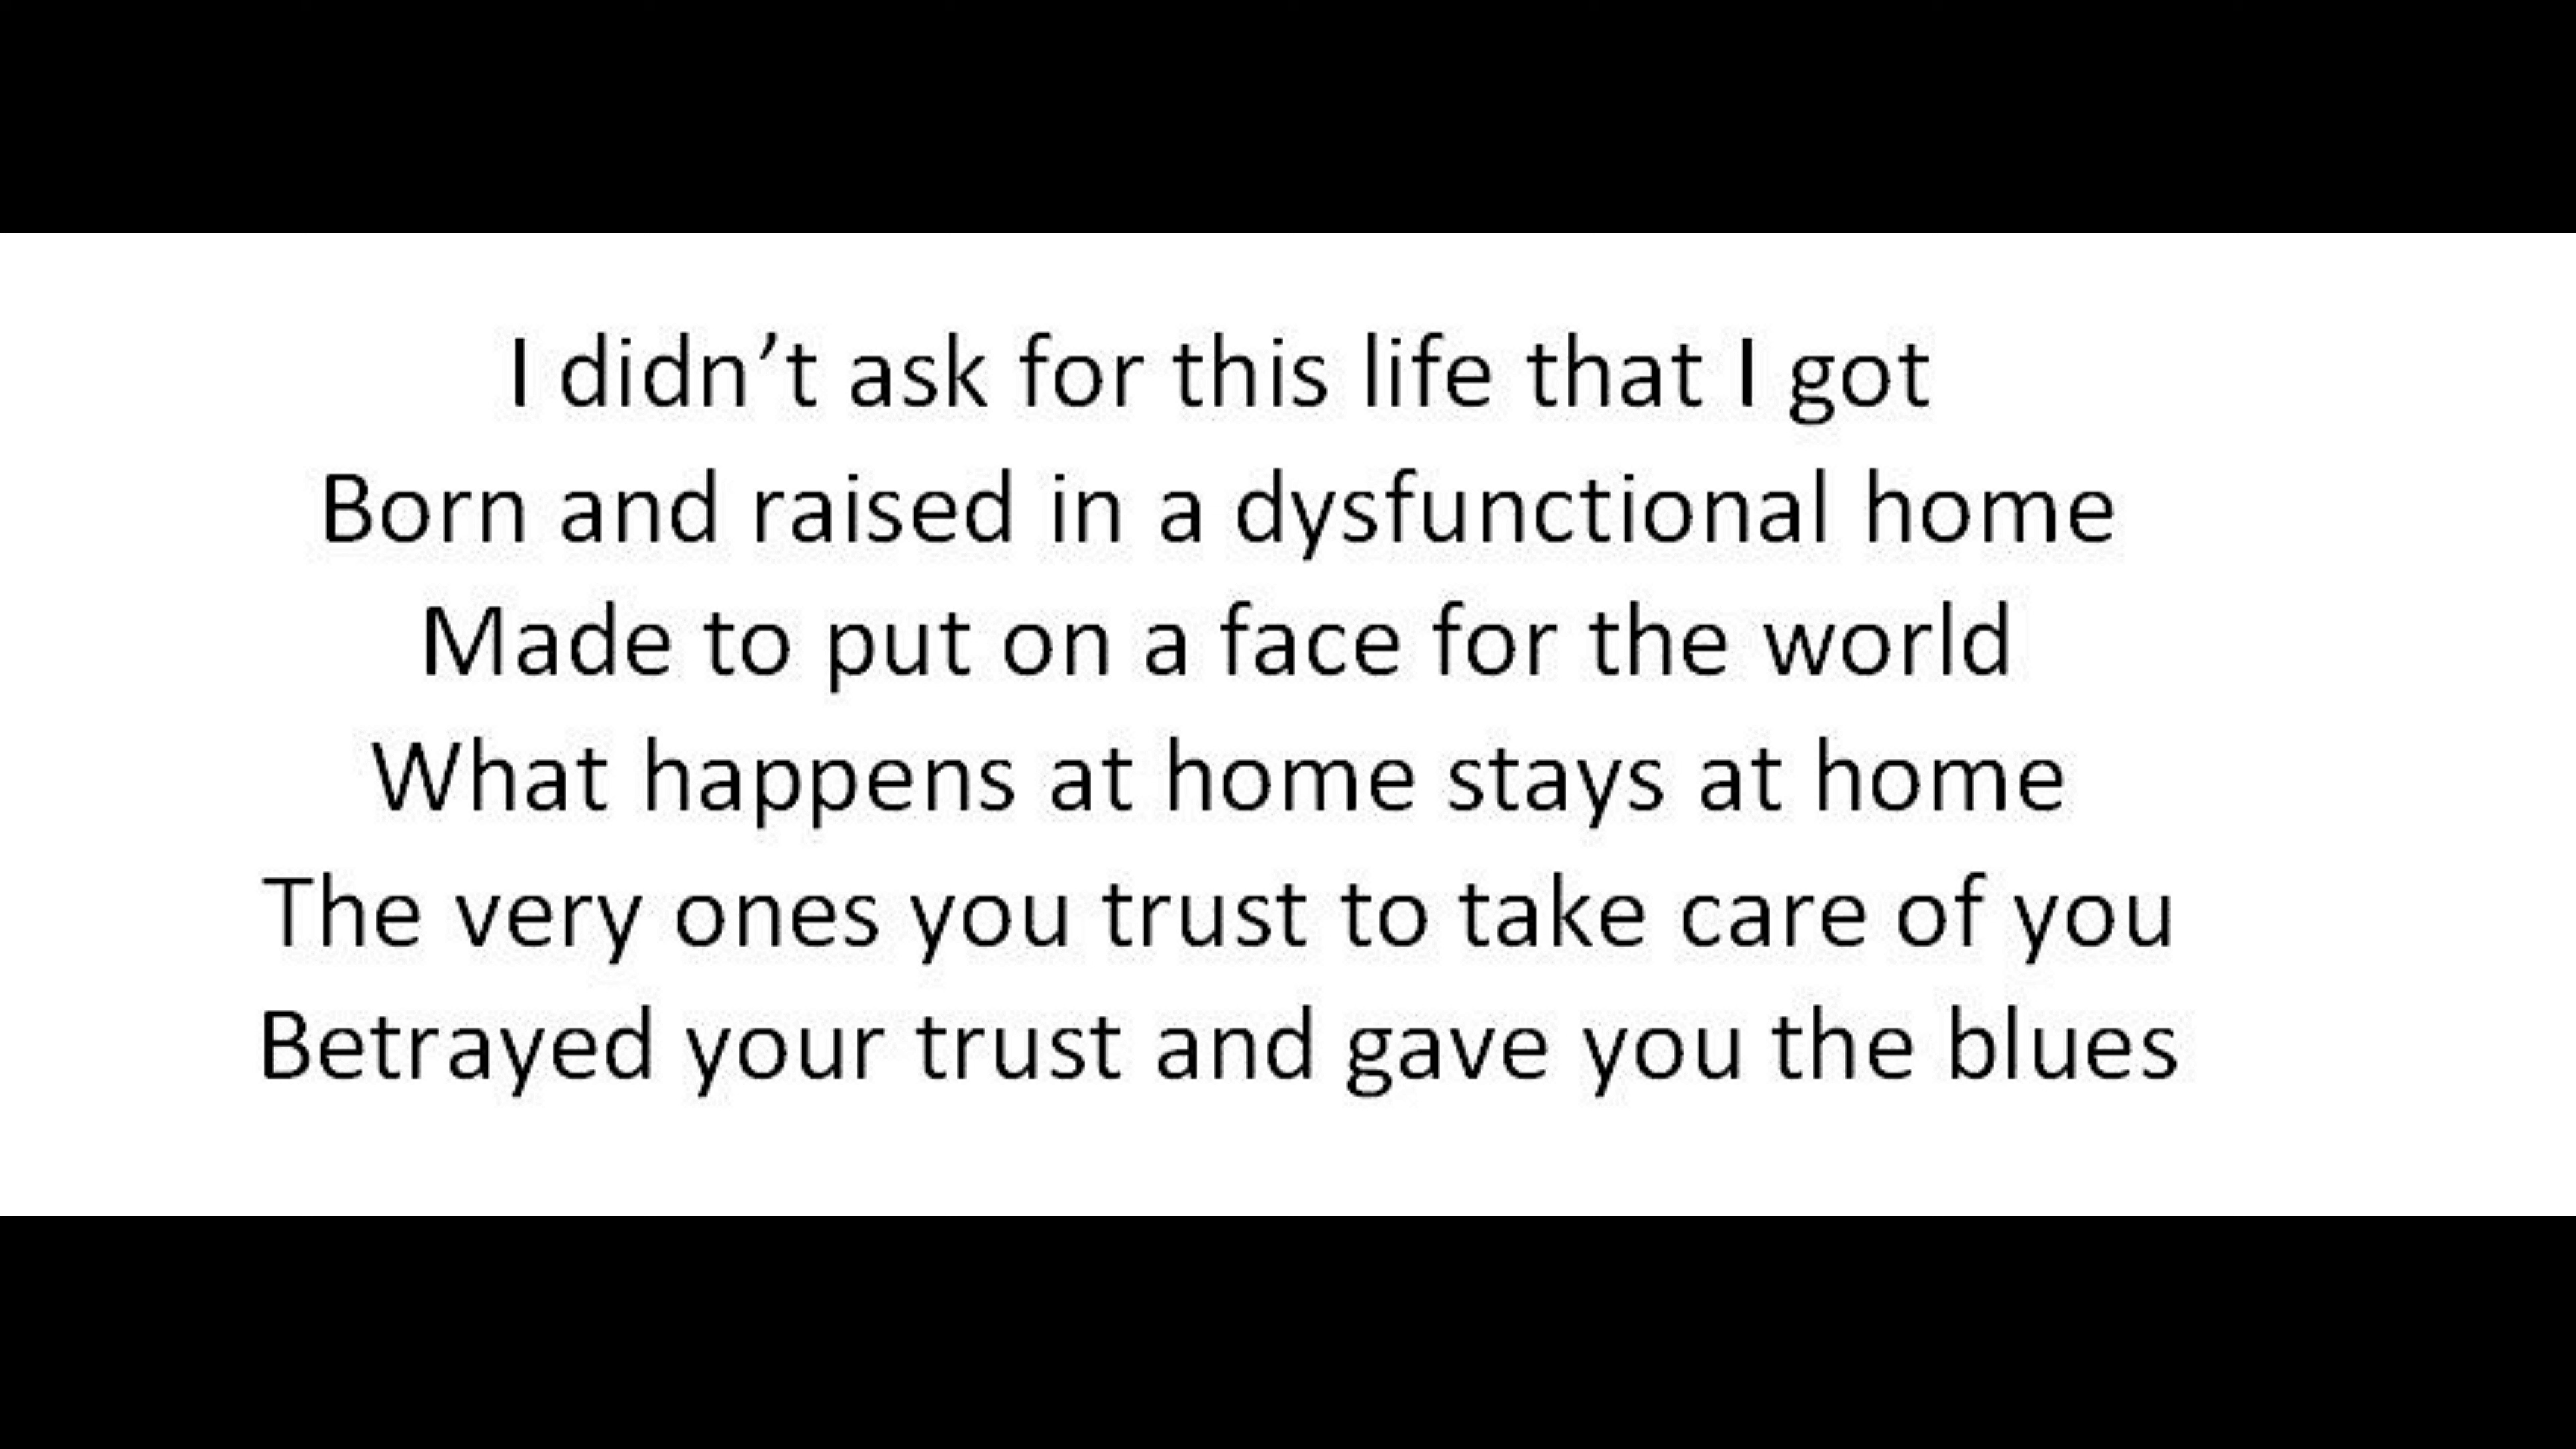 I didn’t ask for this life that I got
Born and raised in a dysfunctional home
Made to put on a face for the world
What happens at home stays at home
The very ones you trust to take care of you
Betrayed your trust and gave you the blues